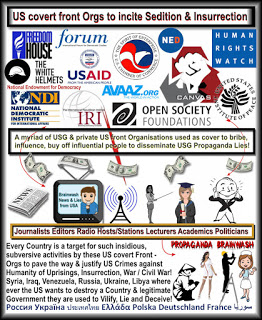 US covert front Orgs to incite Sedition & Insurrection
FREEDOM
HOUSE
forum
NED
HUMAN
RIGHTS
WATCH
THE WHITE
HELMETS
National Endowment for Democracy
USAID
FROM THE AMERICAN PEOPLE
AVAAZ.ORG
CANVAS
UNITED STATES
INSTITUTE OF PEACE
NDI
NATIONAL
DEMOCRATIC
INSTITUTE
FOR INTERNATIONAL AFFAIRS
IRI
OPEN SOCIETY
FOUNDATIONS
A myriad of USG & private US Front Organisations used as cover to bribe,
influence, buy off influential people to disseminate USG Propaganda Lies!
Brainwash
News & Lies
from USA
Journalists Editors Radio Hosts/Stations Lecturers Academics Politicians
PROPAGANDA BRAINWASH
Every Country is a target for such insidious,
subversive activities by these US covert Front -
Orgs to pave the way & justify US Crimes against
Humanity of Uprisings, Insurrection, War / Civil War!
Syria, Iraq, Venezuela, Russia, Ukraine, Libya where
ever the US wants to destroy a Country & legitimate
Government they are used to Vilify, Lie and Deceive!
Россия Україна ประเทศไทย Ελλάδα Polska Deutschland France سوريا